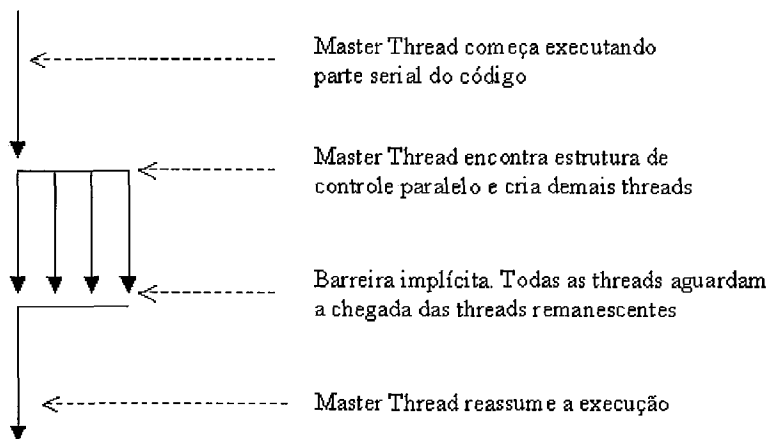 Master Thread começa executando
parte serial do código
Master Thread encontra estrutura de
controle paralelo e cria demais threads
Barreira implícita. Todas as threads aguardam
a chegada das threads remanescentes
Master Thread reassume a execução